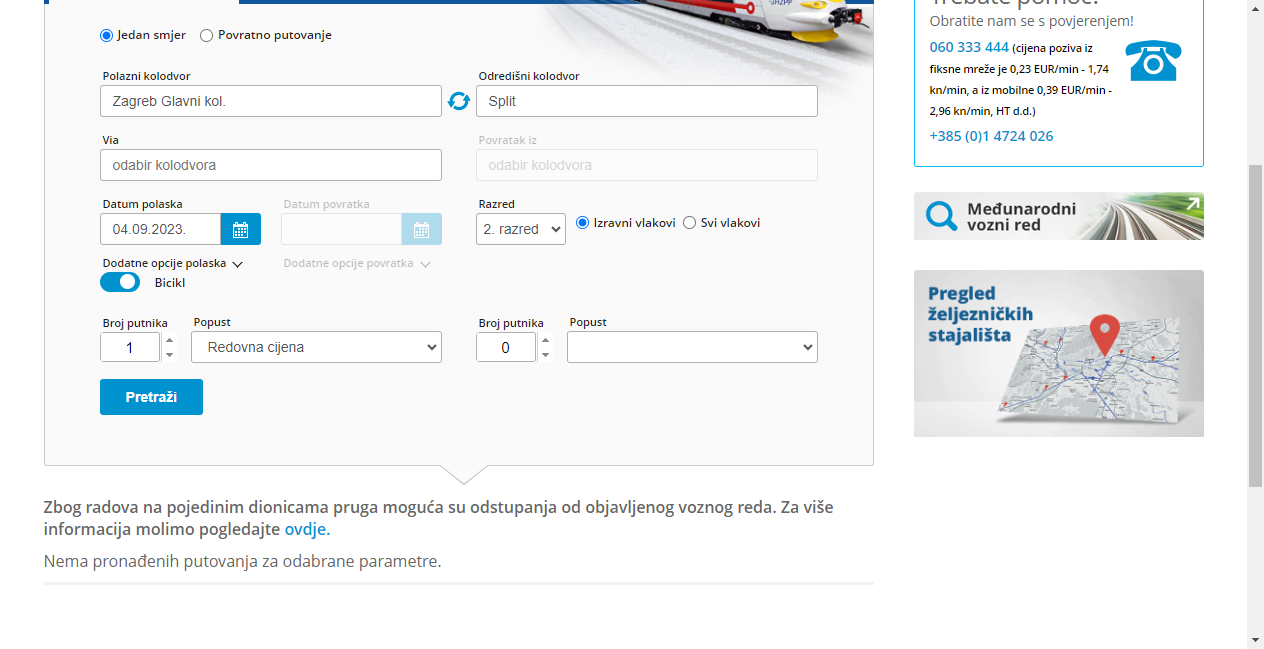 HŽPP
Jedan smjer
Povratno putovanje
Polazni kolodvor
Odredišni kolodvor
Zagreb Glavni kol.
Split
Via
Povratak iz
odabir kolodvora
odabir kolodvora
Datum polaska
Datum povratka
Razred
04.09.2023.
2. razred
Izravni vlakovi
Svi vlakovi
Dodatne opcije polaska
Dodatne opcije povratka
Bicikl
Broj putnika
Popust
Broj putnika
Popust
1
Redovna cijena
0
Pretraži
Zbog radova na pojedinim dionicama pruga moguća su odstupanja od objavljenog voznog reda. Za više
informacija molimo pogledajte ovdje.
Nema pronađenih putovanja za odabrane parametre.
Trebate pomoć?
Obratite nam se s povjerenjem!
060 333 444 (cijena poziva iz
fiksne mreže je 0,23 EUR/min - 1,74
kn/min, a iz mobilne 0,39 EUR/min -
2,96 kn/min, HT d.d.)
+385 (0)1 4724 026
Međunarodni
vozni red
Pregled
željezničkih
stajališta